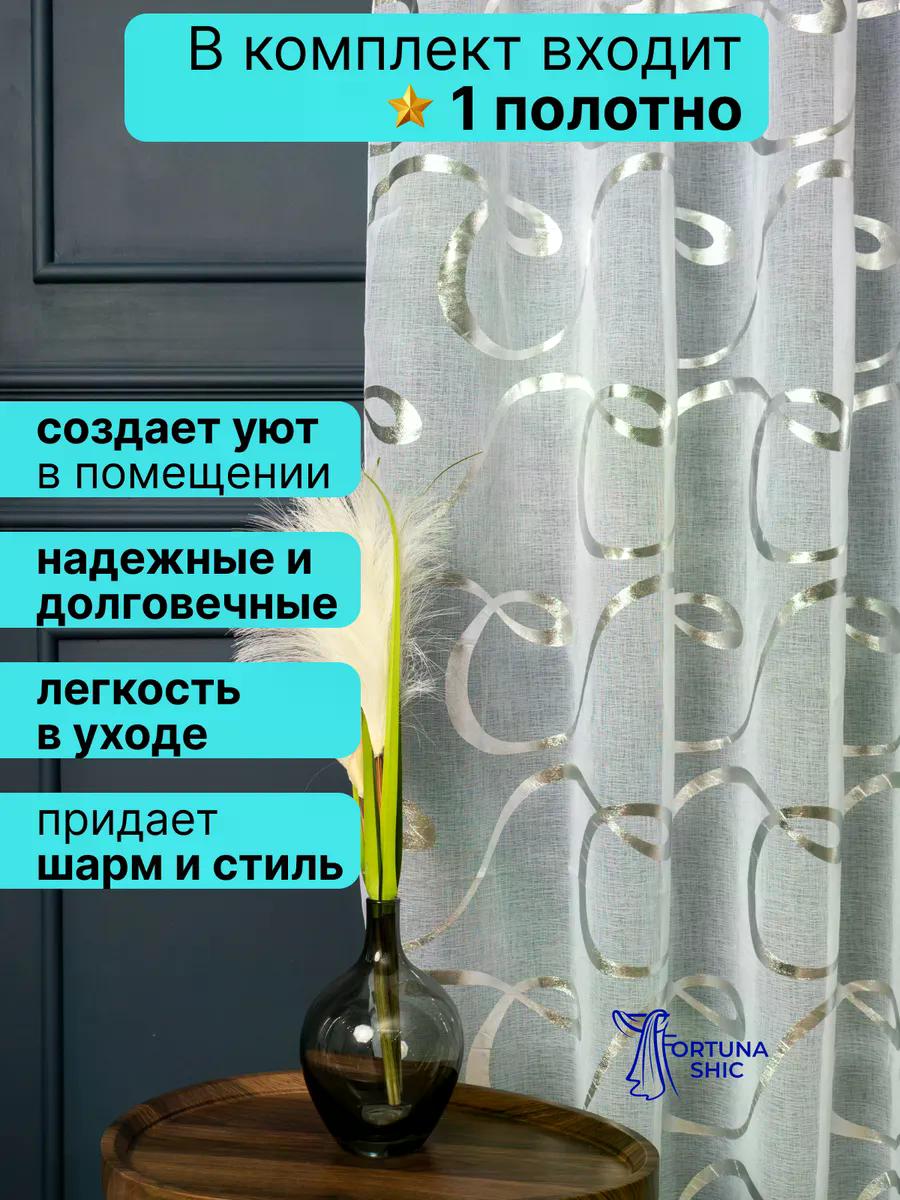 В комплект входит
1 полотно
создает уют
в помещении
надежные и
долговечные
легкость
в уходе
придает
шарм и стиль
FORTUNA
SHIC